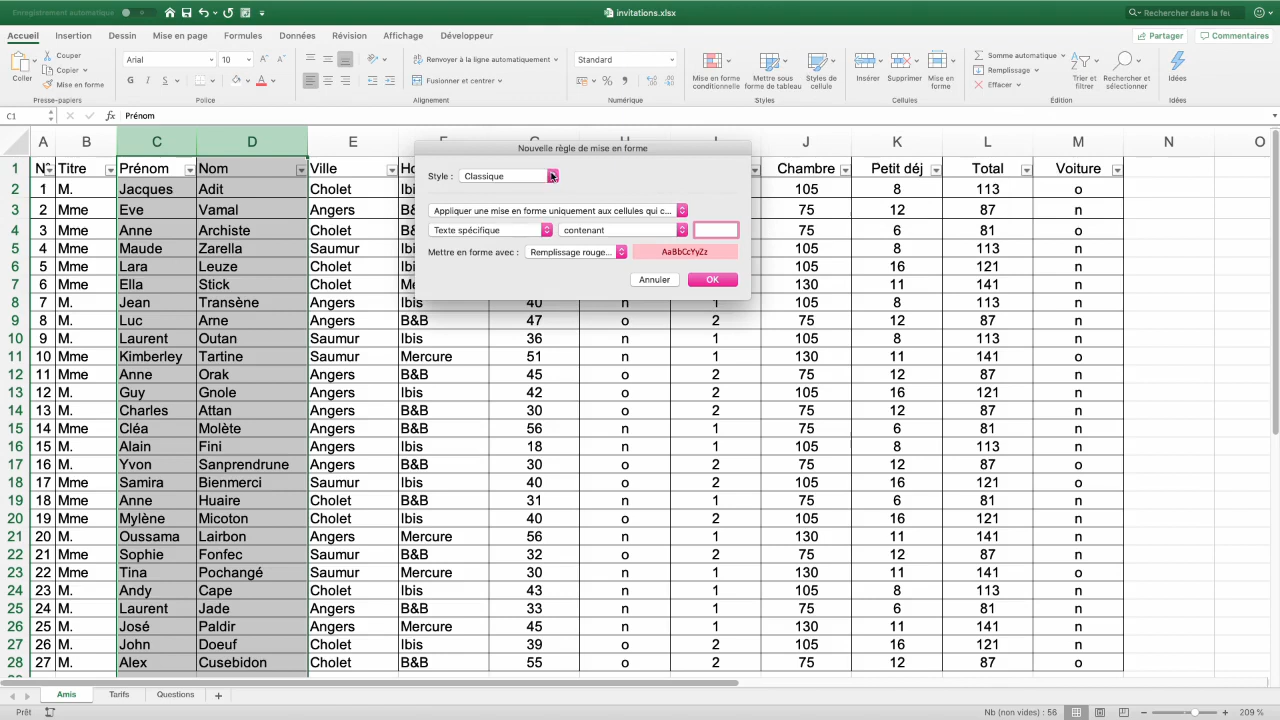 Enregistrement automatique
invitations.xlsx
Rechercher dans la feu
Accueil Insertion Dessin Mise en page Formules Données Révision Affichage Développeur
Partager Commentaires
Coller Couper Copier Mise en forme Presse-papiers
Arial 10 G I S Police
Renvoyer à la ligne automatiquement Fusionner et centrer Alignement
Standard Numérique
Mise en forme conditionnelle Mettre sous forme de tableau Styles de cellules Styles
Insérer Supprimer Mise en forme Cellules
Somme automatique Remplissage Effacer Trier et filtrer Rechercher et sélectionner Édition
Idées Idées
C1 fx Prénom
A B C D E F G H I J K L M N O
Nouvelle règle de mise en forme
Style : Classique
Appliquer une mise en forme uniquement aux cellules qui c...
Texte spécifique contenant
Mettre en forme avec : Remplissage rouge... AaBbCcYyZz
Annuler OK
1 N° Titre Prénom Nom Ville Ho Chambre Petit déj Total Voiture
2 1 M. Jacques Adit Cholet Ibi 105 8 113 o
3 2 Mme Eve Vamal Angers B& 75 12 87 n
4 3 Mme Anne Archiste Cholet B& 75 6 81 o
5 4 Mme Maude Zarella Saumur Ib 105 8 113 n
6 5 Mme Lara Leuze Cholet Ib 105 16 121 n
7 6 Mme Ella Stick Cholet Me 130 11 141 o
8 7 M. Jean Transène Angers Ibis 40 n 1 105 8 113 n
9 8 M. Luc Arne Angers B&B 47 o 2 75 12 87 n
10 9 M. Laurent Outan Saumur Ibis 36 n 1 105 8 113 n
11 10 Mme Kimberley Tartine Saumur Mercure 51 n 1 130 11 141 o
12 11 Mme Anne Orak Angers B&B 45 o 2 75 12 87 n
13 12 M. Guy Gnole Angers Ibis 42 o 2 105 16 121 n
14 13 M. Charles Attan Angers B&B 30 o 2 75 12 87 n
15 14 Mme Cléa Molète Angers B&B 56 n 1 75 6 81 n
16 15 M. Alain Fini Angers Ibis 18 n 1 105 8 113 n
17 16 M. Yvon Sanprendrune Angers B&B 30 o 2 75 12 87 o
18 17 Mme Samira Bienmerci Saumur Ibis 40 o 2 105 16 121 n
19 18 Mme Anne Huaire Cholet B&B 31 n 1 75 6 81 n
20 19 Mme Mylène Micoton Cholet Ibis 40 o 2 105 16 121 n
21 20 M. Oussama Lairbon Angers Mercure 56 n 1 130 11 141 n
22 21 Mme Sophie Fonfec Saumur B&B 32 o 2 75 12 87 n
23 22 Mme Tina Pochangé Saumur Mercure 30 n 1 130 11 141 o
24 23 M. Andy Cape Cholet Ibis 43 n 1 105 8 113 n
25 24 M. Laurent Jade Angers B&B 33 n 1 75 6 81 n
26 25 M. José Paldir Angers Mercure 45 n 1 130 11 141 n
27 26 M. John Doeuf Cholet Ibis 39 o 2 105 16 121 n
28 27 M. Alex Cusebidon Cholet B&B 55 o 2 75 12 87 o
Amis Tarifs Questions +
Prêt Nb (non vides) : 56 209 %